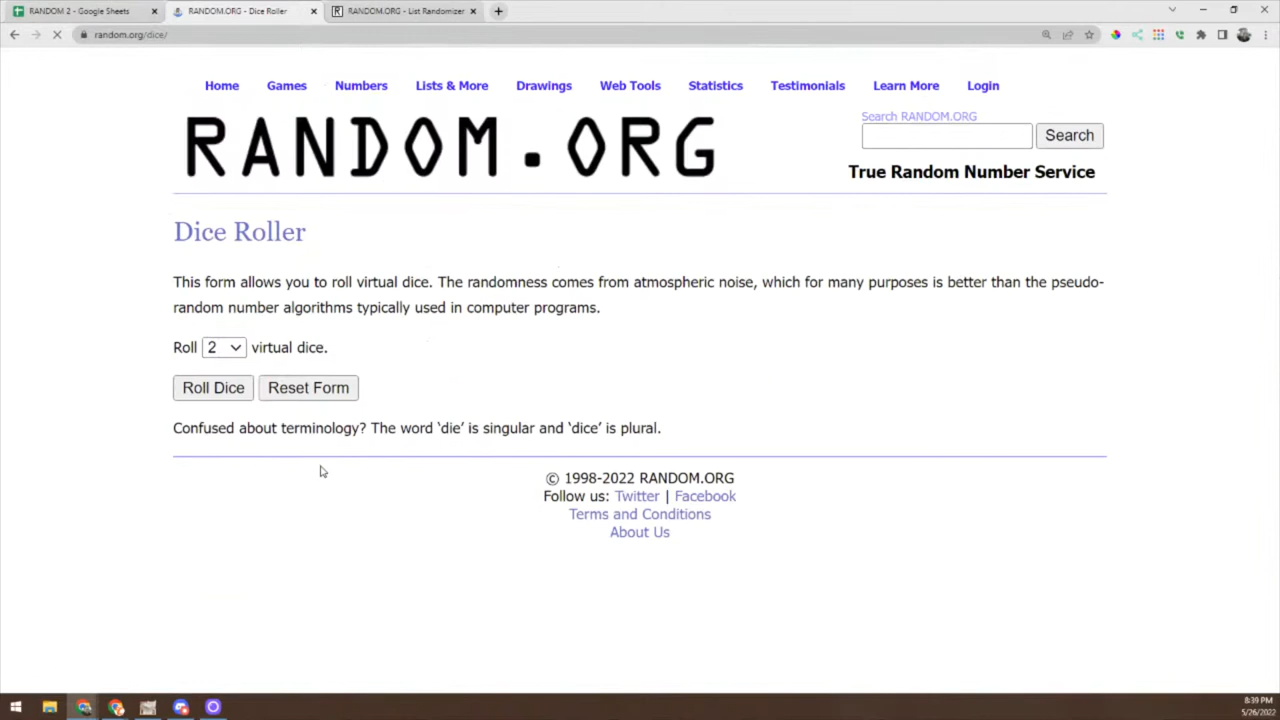 RANDOM 2 - Google Sheets
RANDOM.ORG - Dice Roller
RANDOM.ORG - List Randomizer
random.org/dice/
Home Games Numbers Lists & More Drawings Web Tools Statistics Testimonials Learn More Login
RANDOM.ORG
Search RANDOM.ORG
Search
True Random Number Service
Dice Roller
This form allows you to roll virtual dice. The randomness comes from atmospheric noise, which for many purposes is better than the pseudo-
random number algorithms typically used in computer programs.
Roll 2 virtual dice.
Roll Dice Reset Form
Confused about terminology? The word ‘die’ is singular and ‘dice’ is plural.
© 1998-2022 RANDOM.ORG
Follow us: Twitter | Facebook
Terms and Conditions
About Us
8:39 PM
5/26/2022